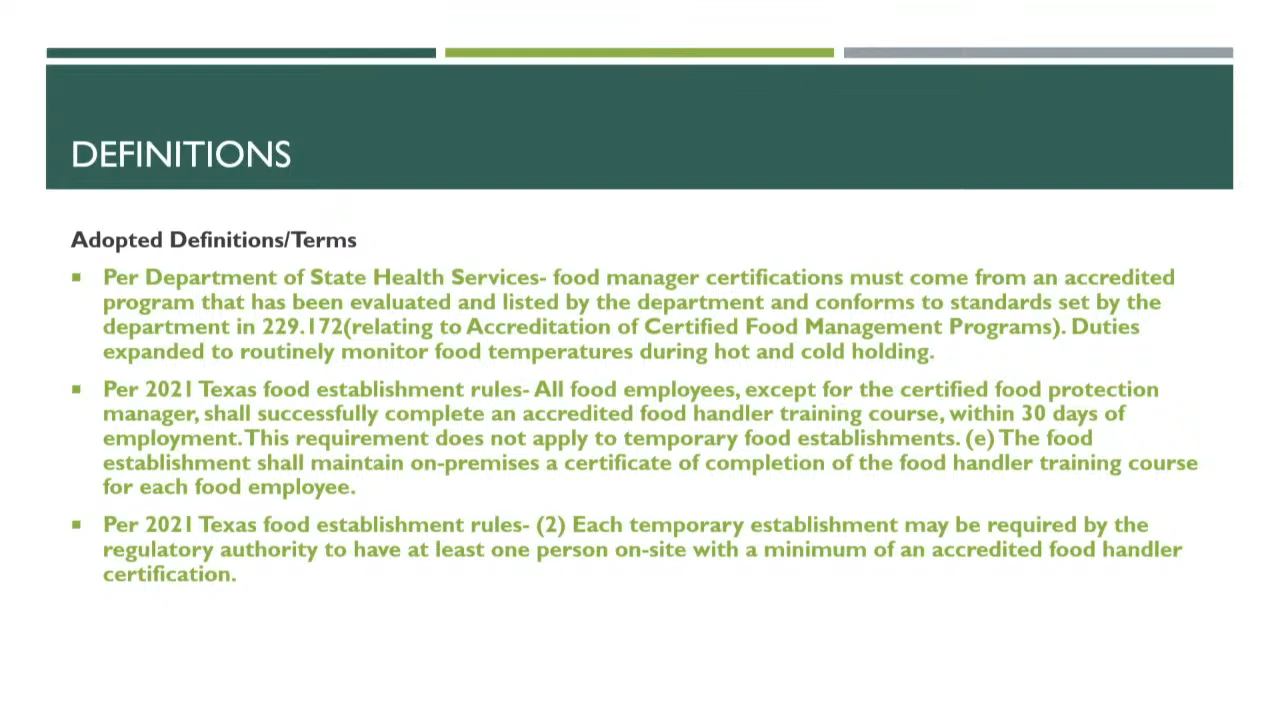 DEFINITIONS
Adopted Definitions/Terms
Per Department of State Health Services- food manager certifications must come from an accredited
program that has been evaluated and listed by the department and conforms to standards set by the
department in 229.172(relating to Accreditation of Certified Food Management Programs). Duties
expanded to routinely monitor food temperatures during hot and cold holding.
Per 2021 Texas food establishment rules- All food employees, except for the certified food protection
manager, shall successfully complete an accredited food handler training course, within 30 days of
employment. This requirement does not apply to temporary food establishments. (e) The food
establishment shall maintain on-premises a certificate of completion of the food handler training course
for each food employee.
Per 2021 Texas food establishment rules- (2) Each temporary establishment may be required by the
regulatory authority to have at least one person on-site with a minimum of an accredited food handler
certification.